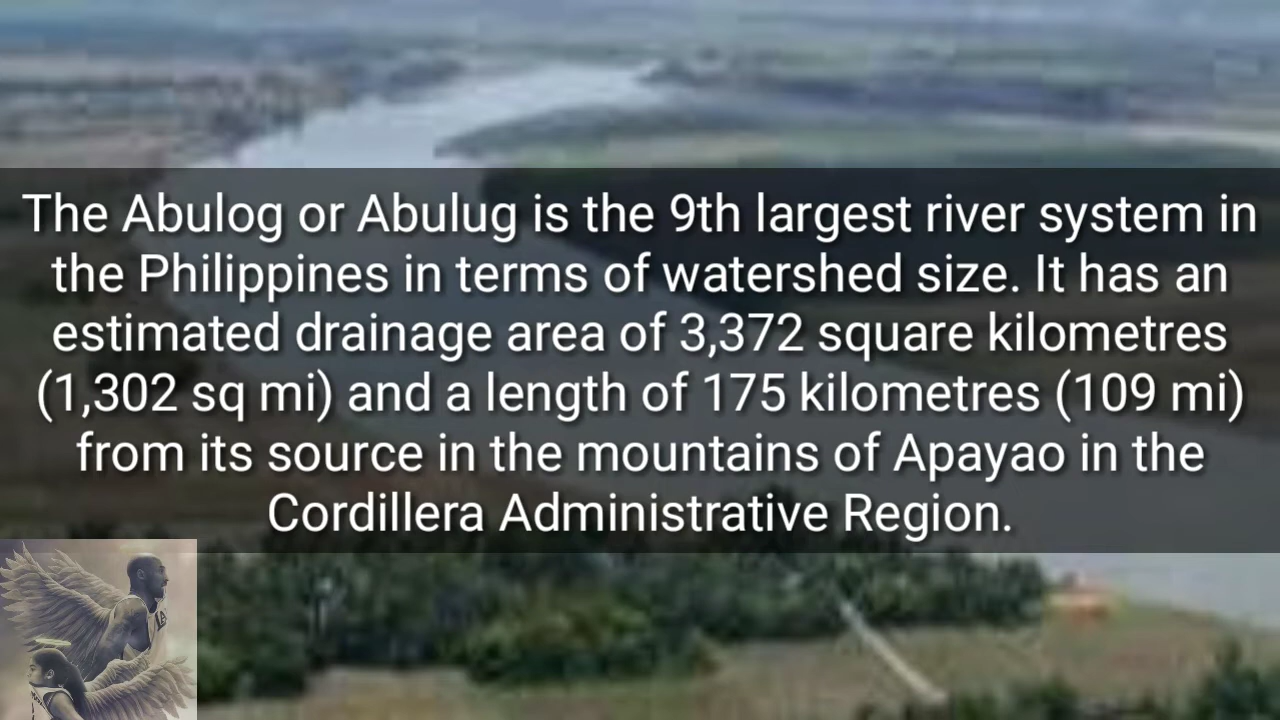 The Abulog or Abulug is the 9th largest river system in
the Philippines in terms of watershed size. It has an
estimated drainage area of 3,372 square kilometres
(1,302 sq mi) and a length of 175 kilometres (109 mi)
from its source in the mountains of Apayao in the
Cordillera Administrative Region.